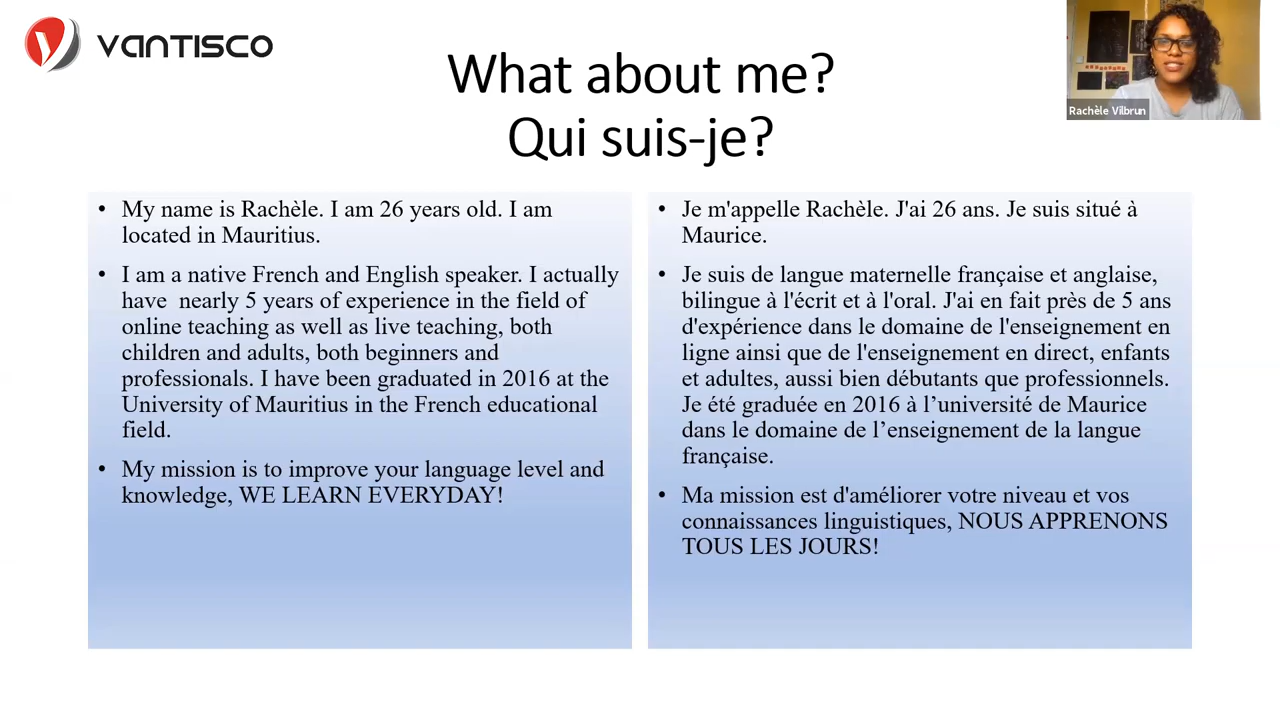 VANTISCO
What about me?
Qui suis-je?
Rachèle Vilbrun
• My name is Rachèle. I am 26 years old. I am
located in Mauritius.
• I am a native French and English speaker. I actually
have  nearly 5 years of experience in the field of
online teaching as well as live teaching, both
children and adults, both beginners and
professionals. I have been graduated in 2016 at the
University of Mauritius in the French educational
field.
• My mission is to improve your language level and
knowledge, WE LEARN EVERYDAY!
• Je m'appelle Rachèle. J'ai 26 ans. Je suis situé à
Maurice.
• Je suis de langue maternelle française et anglaise,
bilingue à l'écrit et à l'oral. J'ai en fait près de 5 ans
d'expérience dans le domaine de l'enseignement en
ligne ainsi que de l'enseignement en direct, enfants
et adultes, aussi bien débutants que professionnels.
Je été graduée en 2016 à l’université de Maurice
dans le domaine de l’enseignement de la langue
française.
• Ma mission est d'améliorer votre niveau et vos
connaissances linguistiques, NOUS APPRENONS
TOUS LES JOURS!